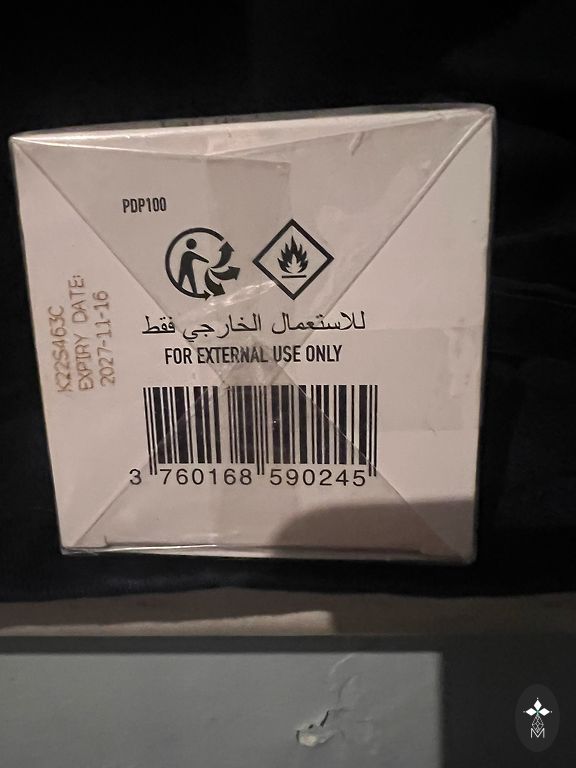 PDP100
للاستعمال الخارجي فقط
FOR EXTERNAL USE ONLY
3 760168 590245
K22S463C
EXPIRY DATE:
2027-11-16
M